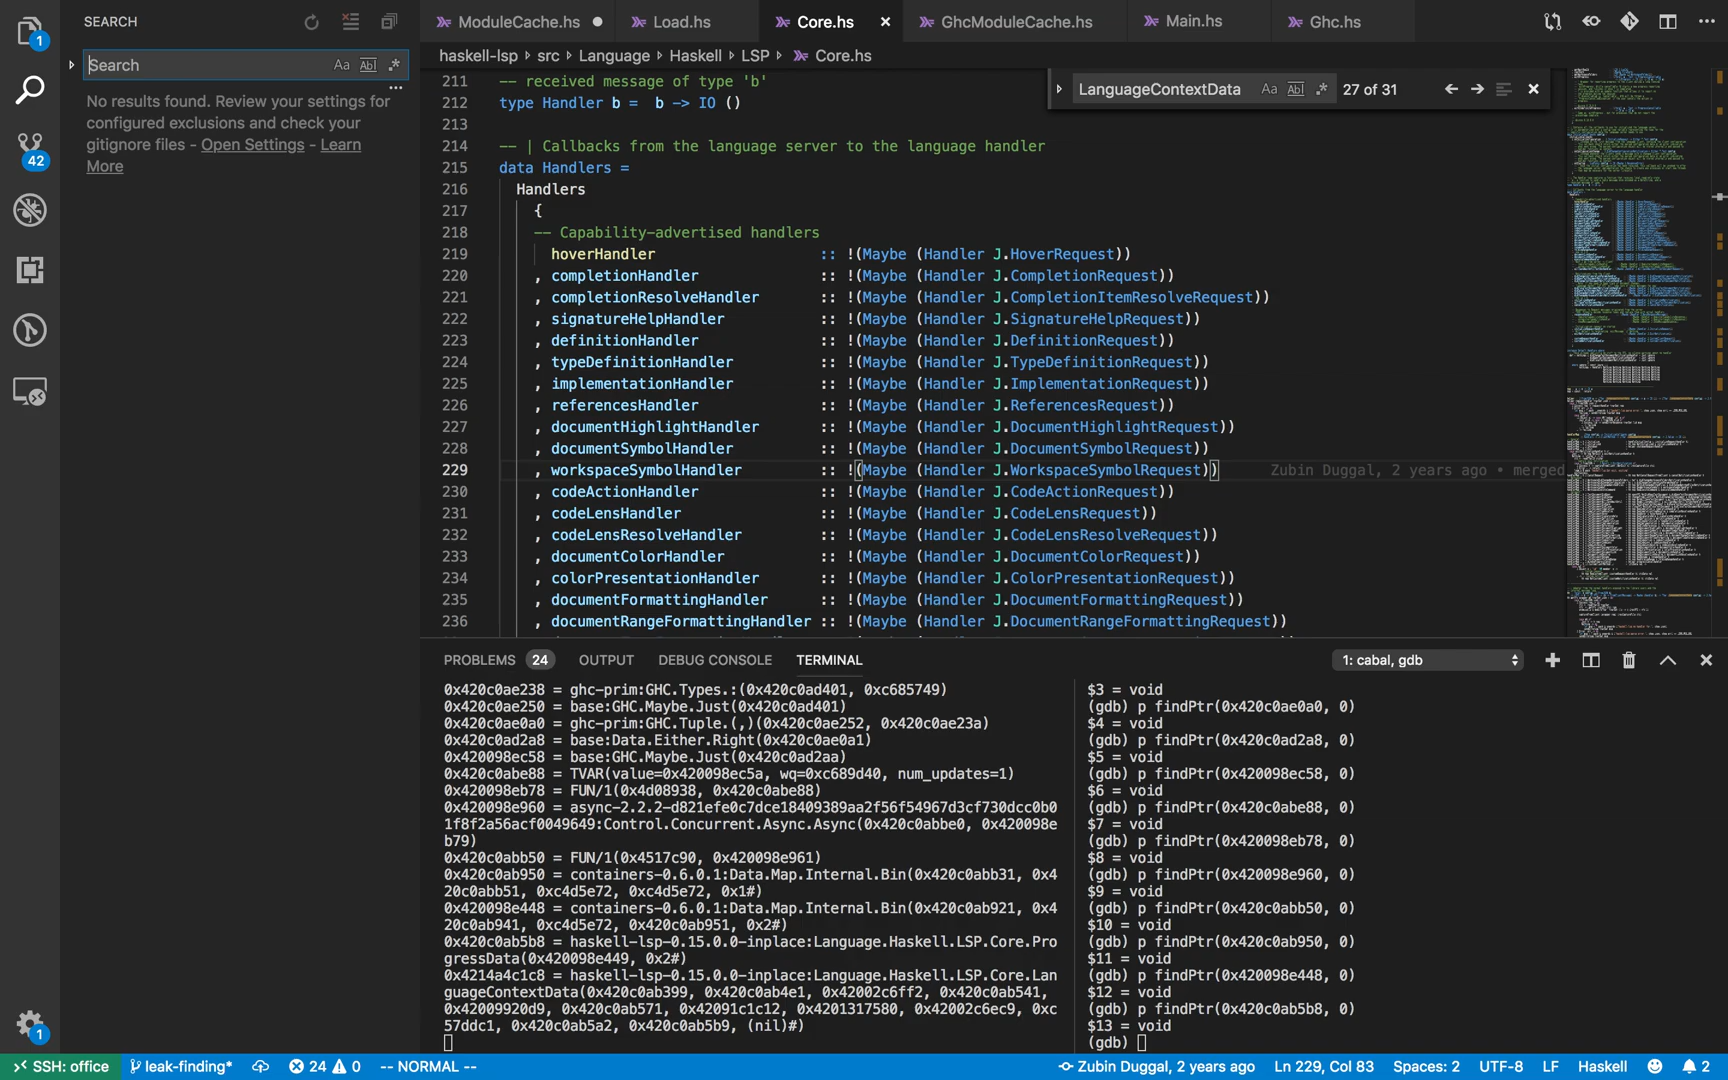 SEARCH
ModuleCache.hs
Load.hs
Core.hs
GhcModuleCache.hs
Main.hs
Ghc.hs
1
haskell-lsp › src › Language › Haskell › LSP › Core.hs
Search
Aa Abl .*
No results found. Review your settings for
configured exclusions and check your
gitignore files - Open Settings - Learn
More
42
LanguageContextData Aa Abl .* 27 of 31
211 -- received message of type 'b'
212 type Handler b =  b -> IO ()
213
214 -- | Callbacks from the language server to the language handler
215 data Handlers =
216 Handlers
217 {
218 -- Capability-advertised handlers
219 hoverHandler :: !(Maybe (Handler J.HoverRequest))
220 , completionHandler :: !(Maybe (Handler J.CompletionRequest))
221 , completionResolveHandler :: !(Maybe (Handler J.CompletionItemResolveRequest))
222 , signatureHelpHandler :: !(Maybe (Handler J.SignatureHelpRequest))
223 , definitionHandler :: !(Maybe (Handler J.DefinitionRequest))
224 , typeDefinitionHandler :: !(Maybe (Handler J.TypeDefinitionRequest))
225 , implementationHandler :: !(Maybe (Handler J.ImplementationRequest))
226 , referencesHandler :: !(Maybe (Handler J.ReferencesRequest))
227 , documentHighlightHandler :: !(Maybe (Handler J.DocumentHighlightRequest))
228 , documentSymbolHandler :: !(Maybe (Handler J.DocumentSymbolRequest))
229 , workspaceSymbolHandler :: !(Maybe (Handler J.WorkspaceSymbolRequest)) Zubin Duggal, 2 years ago • merged
230 , codeActionHandler :: !(Maybe (Handler J.CodeActionRequest))
231 , codeLensHandler :: !(Maybe (Handler J.CodeLensRequest))
232 , codeLensResolveHandler :: !(Maybe (Handler J.CodeLensResolveRequest))
233 , documentColorHandler :: !(Maybe (Handler J.DocumentColorRequest))
234 , colorPresentationHandler :: !(Maybe (Handler J.ColorPresentationRequest))
235 , documentFormattingHandler :: !(Maybe (Handler J.DocumentFormattingRequest))
236 , documentRangeFormattingHandler :: !(Maybe (Handler J.DocumentRangeFormattingRequest))
PROBLEMS 24 OUTPUT DEBUG CONSOLE TERMINAL 1: cabal, gdb
0x420c0ae238 = ghc-prim:GHC.Types.:(0x420c0ad401, 0xc685749)
0x420c0ae250 = base:GHC.Maybe.Just(0x420c0ad401)
0x420c0ae0a0 = ghc-prim:GHC.Tuple.(,)(0x420c0ae252, 0x420c0ae23a)
0x420c0ad2a8 = base:Data.Either.Right(0x420c0ae0a1)
0x420098ec58 = base:GHC.Maybe.Just(0x420c0ad2aa)
0x420c0abe88 = TVAR(value=0x420098ec5a, wq=0xc689d40, num_updates=1)
0x420098eb78 = FUN/1(0x4d08938, 0x420c0abe88)
0x420098e960 = async-2.2.2-d821efe0c7dce18409389aa2f56f54967d3cf730dcc0b0
1f8f2a56acf0049649:Control.Concurrent.Async.Async(0x420c0abbe0, 0x420098e
b79)
0x420c0abb50 = FUN/1(0x4517c90, 0x420098e961)
0x420c0ab950 = containers-0.6.0.1:Data.Map.Internal.Bin(0x420c0abb31, 0x4
20c0abb51, 0xc4d5e72, 0xc4d5e72, 0x1#)
0x420098e448 = containers-0.6.0.1:Data.Map.Internal.Bin(0x420c0ab921, 0x4
20c0ab941, 0xc4d5e72, 0x420c0ab951, 0x2#)
0x420c0ab5b8 = haskell-lsp-0.15.0.0-inplace:Language.Haskell.LSP.Core.Pro
gressData(0x420098e449, 0x2#)
0x4214a4c1c8 = haskell-lsp-0.15.0.0-inplace:Language.Haskell.LSP.Core.Lan
guageContextData(0x420c0ab399, 0x420c0ab4e1, 0x42002c6ff2, 0x420c0ab541,
0x42009920d9, 0x420c0ab571, 0x42091c1c12, 0x4201317580, 0x42002c6ec9, 0xc
57ddc1, 0x420c0ab5a2, 0x420c0ab5b9, (nil)#)
$3 = void
(gdb) p findPtr(0x420c0ae0a0, 0)
$4 = void
(gdb) p findPtr(0x420c0ad2a8, 0)
$5 = void
(gdb) p findPtr(0x420098ec58, 0)
$6 = void
(gdb) p findPtr(0x420c0abe88, 0)
$7 = void
(gdb) p findPtr(0x420098eb78, 0)
$8 = void
(gdb) p findPtr(0x420098e960, 0)
$9 = void
(gdb) p findPtr(0x420c0abb50, 0)
$10 = void
(gdb) p findPtr(0x420c0ab950, 0)
$11 = void
(gdb) p findPtr(0x420098e448, 0)
$12 = void
(gdb) p findPtr(0x420c0ab5b8, 0)
$13 = void
(gdb)
1
SSH: office leak-finding* 24 0 -- NORMAL -- Zubin Duggal, 2 years ago Ln 229, Col 83 Spaces: 2 UTF-8 LF Haskell 2